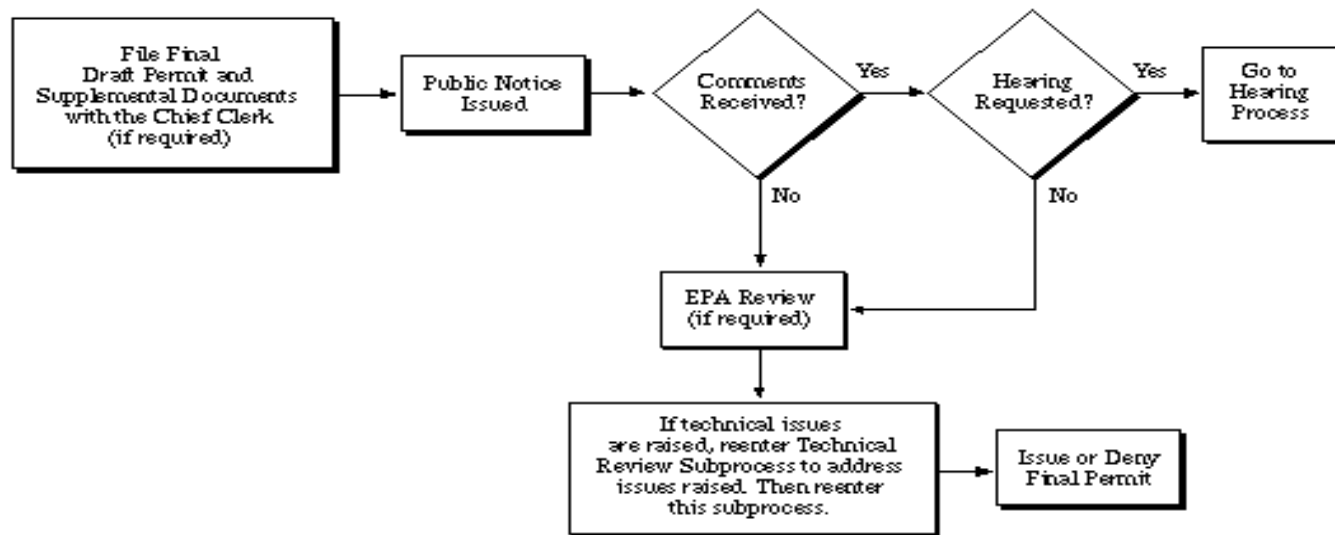 File Final
Draft Permit and
Supplemental Documents
with the Chief Clerk
(if required)
Public Notice
Issued
Comments
Received?
Yes
Hearing
Requested?
Yes
Go to
Hearing
Process
No
No
EPA Review
(if required)
If technical issues
are raised, reenter Technical
Review Subprocess to address
issues raised. Then reenter
this subprocess.
Issue or Deny
Final Permit